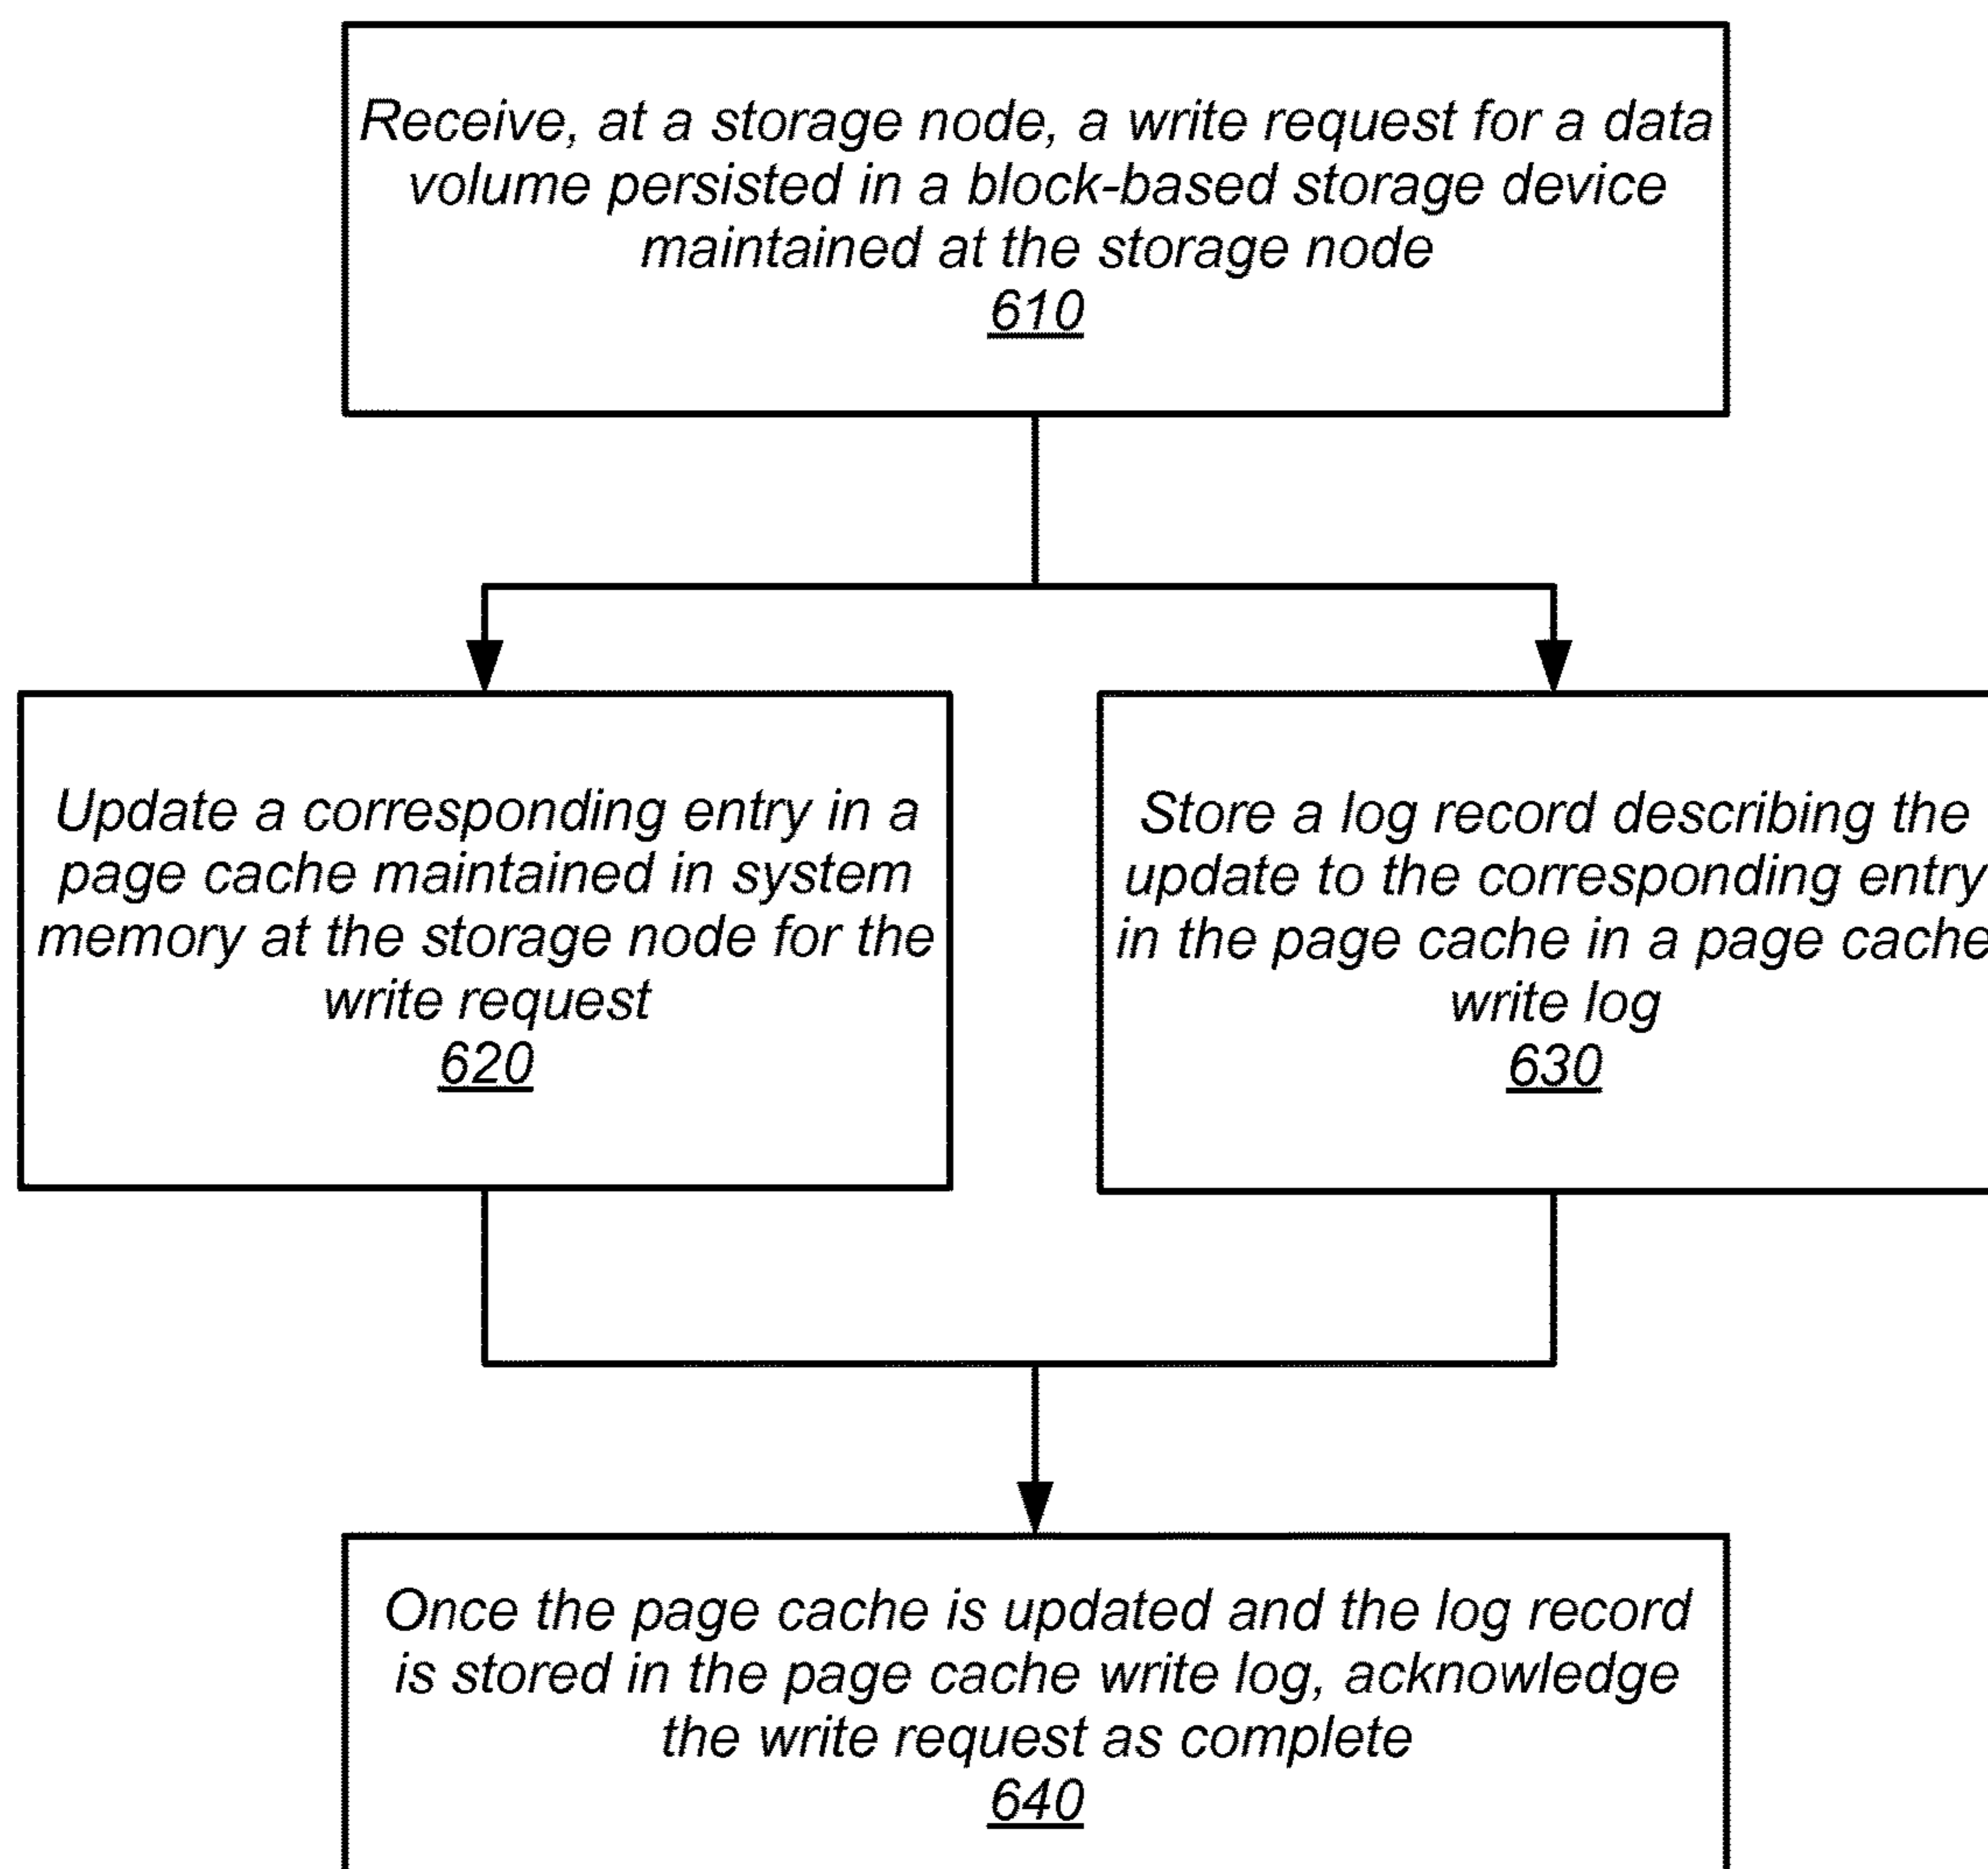 Receive, at a storage node, a write request for a data
volume persisted in a block-based storage device
maintained at the storage node
610
Update a corresponding entry in a
page cache maintained in system
memory at the storage node for the
write request
620
Store a log record describing the
update to the corresponding entry
in the page cache in a page cache
write log
630
Once the page cache is updated and the log record
is stored in the page cache write log, acknowledge
the write request as complete
640